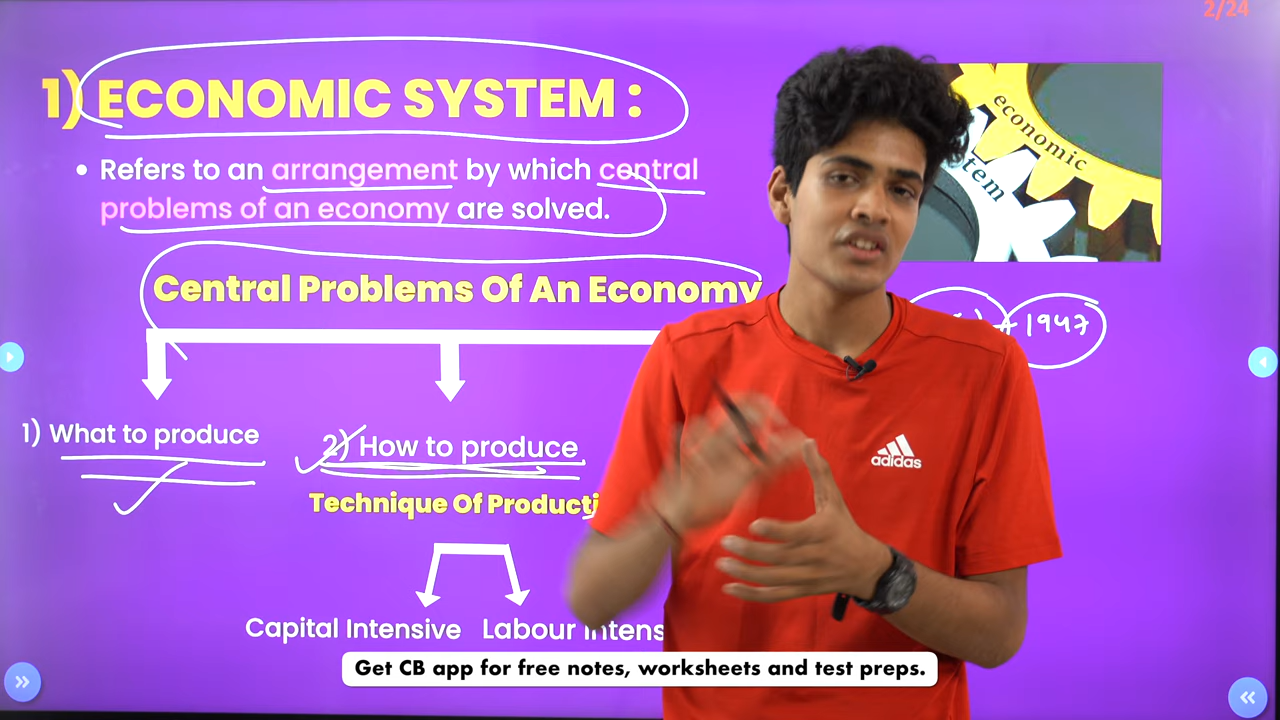 2/24
1) ECONOMIC SYSTEM :
economic
tem
• Refers to an arrangement by which central
problems of an economy are solved.
Central Problems Of An Economy
1947
1) What to produce
2) How to produce
Technique Of Producti
adidas
Capital Intensive Labour Intens
Get CB app for free notes, worksheets and test preps.